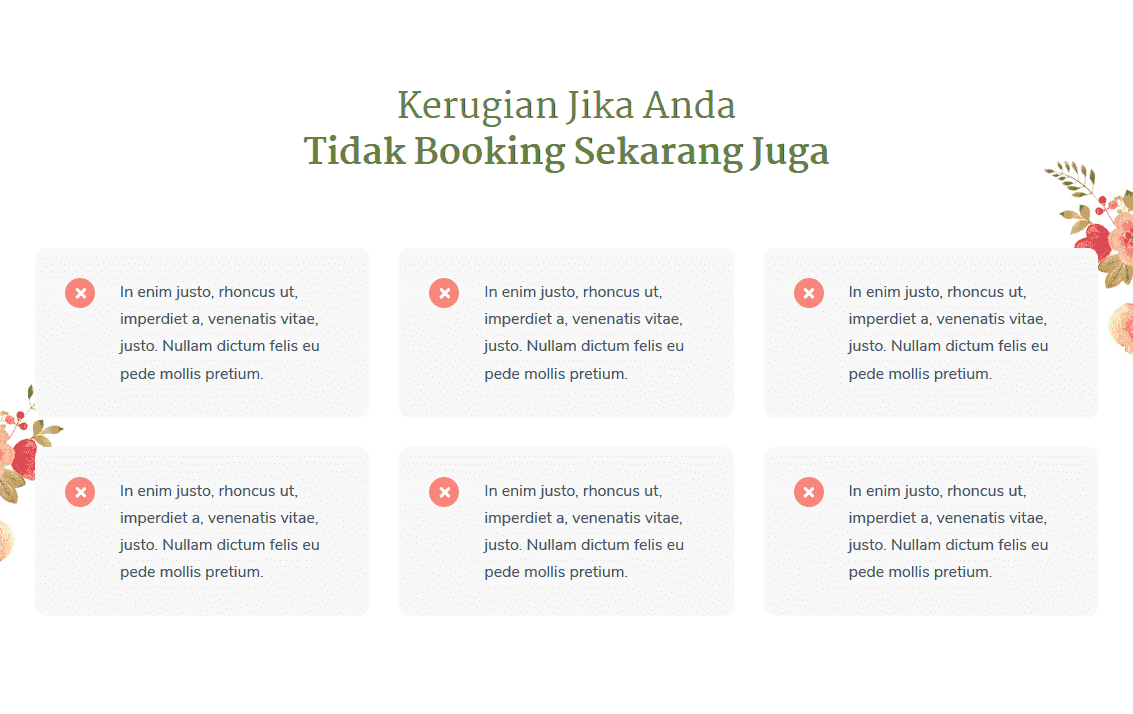 Kerugian Jika Anda
Tidak Booking Sekarang Juga
In enim justo, rhoncus ut,
imperdiet a, venenatis vitae,
justo. Nullam dictum felis eu
pede mollis pretium.
In enim justo, rhoncus ut,
imperdiet a, venenatis vitae,
justo. Nullam dictum felis eu
pede mollis pretium.
In enim justo, rhoncus ut,
imperdiet a, venenatis vitae,
justo. Nullam dictum felis eu
pede mollis pretium.
In enim justo, rhoncus ut,
imperdiet a, venenatis vitae,
justo. Nullam dictum felis eu
pede mollis pretium.
In enim justo, rhoncus ut,
imperdiet a, venenatis vitae,
justo. Nullam dictum felis eu
pede mollis pretium.
In enim justo, rhoncus ut,
imperdiet a, venenatis vitae,
justo. Nullam dictum felis eu
pede mollis pretium.